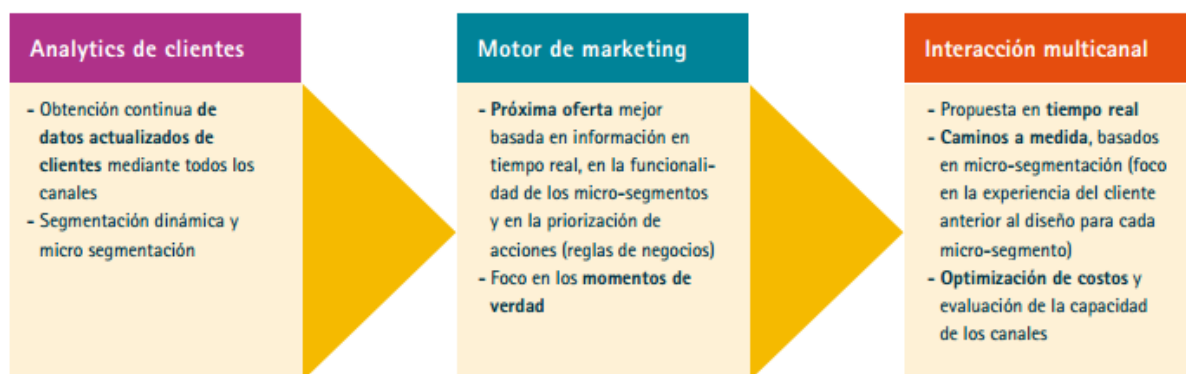 Analytics de clientes
- Obtención continua de
datos actualizados de
clientes mediante todos los
canales
- Segmentación dinámica y
micro segmentación
Motor de marketing
- Próxima oferta mejor
basada en información en
tiempo real, en la funcionali-
dad de los micro-segmentos
y en la priorización de
acciones (reglas de negocios)
- Foco en los momentos de
verdad
Interacción multicanal
- Propuesta en tiempo real
- Caminos a medida, basados
en micro-segmentación (foco
en la experiencia del cliente
anterior al diseño para cada
micro-segmento)
- Optimización de costos y
evaluación de la capacidad
de los canales